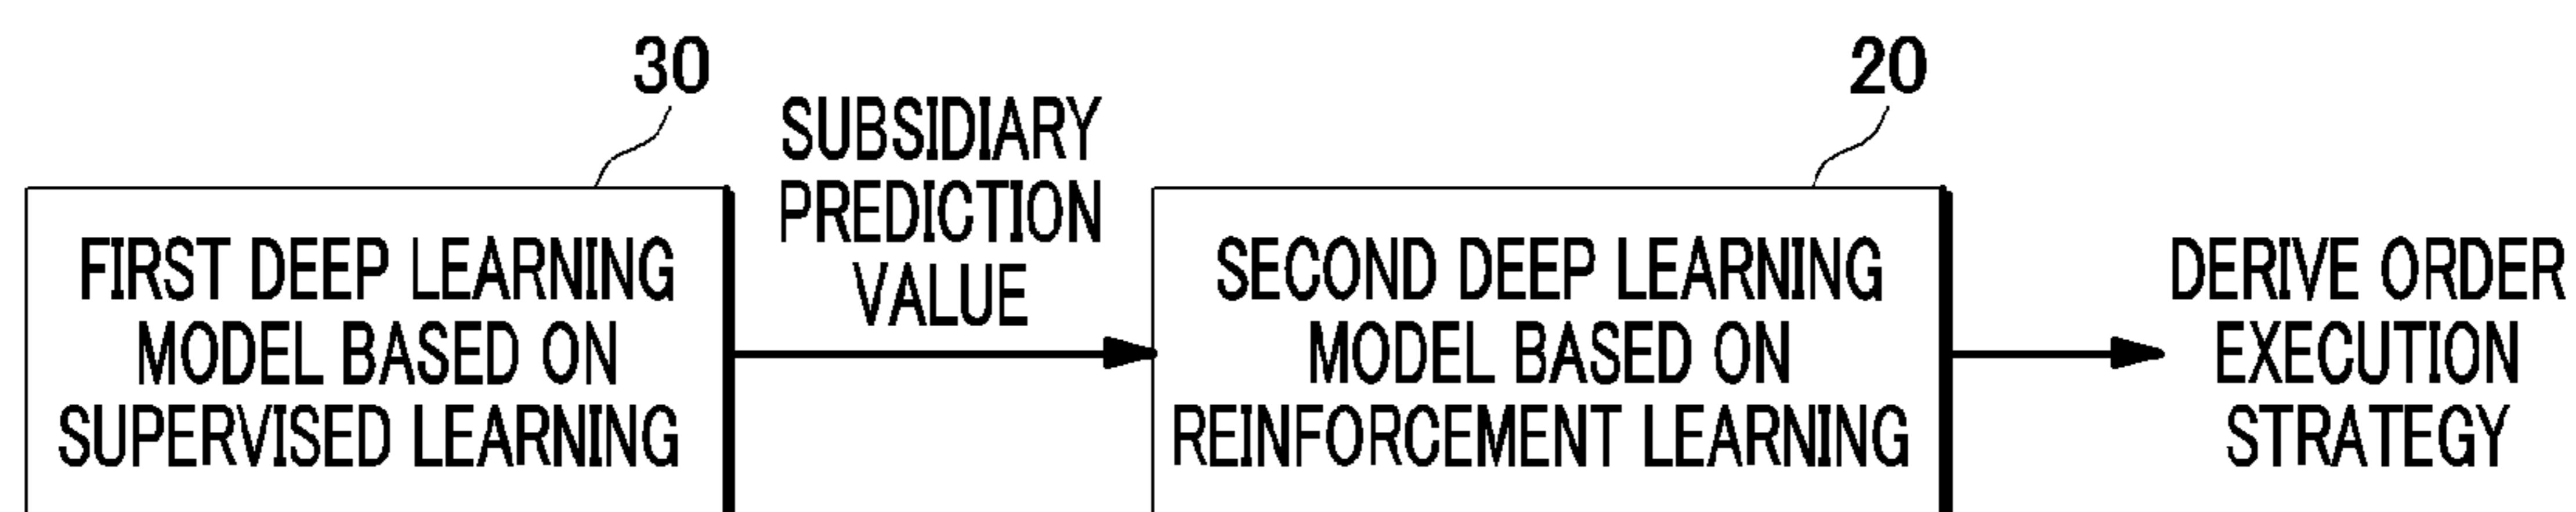 30
FIRST DEEP LEARNING
MODEL BASED ON
SUPERVISED LEARNING
SUBSIDIARY
PREDICTION
VALUE
20
SECOND DEEP LEARNING
MODEL BASED ON
REINFORCEMENT LEARNING
DERIVE ORDER
EXECUTION
STRATEGY